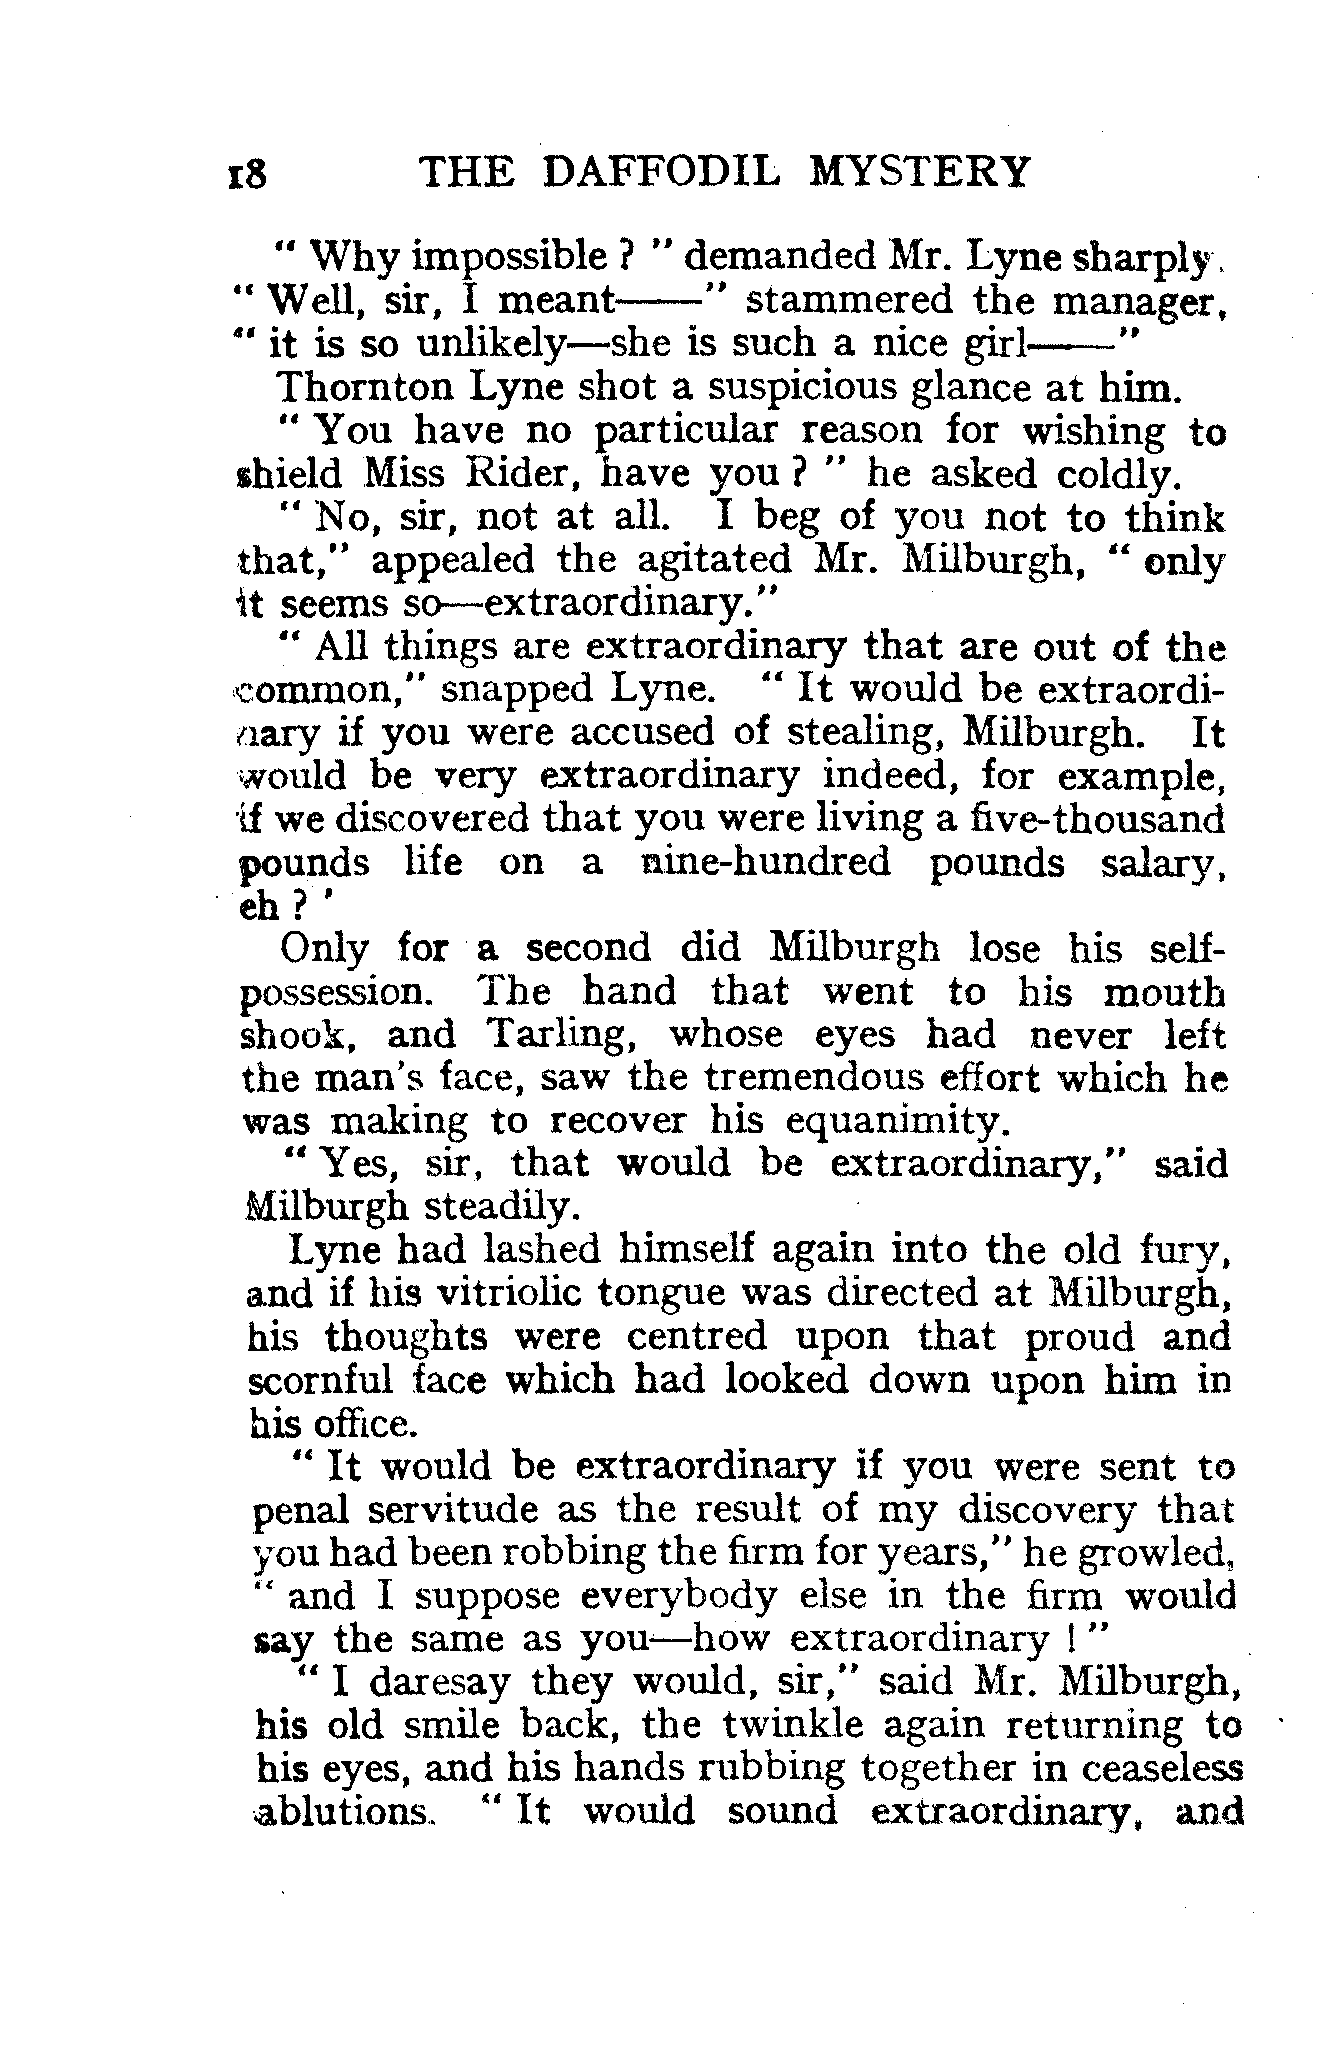 18 THE DAFFODIL MYSTERY
" Why impossible ? " demanded Mr. Lyne sharply.
" Well, sir, I meant——" stammered the manager,
" it is so unlikely—she is such a nice girl——"
Thornton Lyne shot a suspicious glance at him.
" You have no particular reason for wishing to
shield Miss Rider, have you ? " he asked coldly.
" No, sir, not at all. I beg of you not to think
that," appealed the agitated Mr. Milburgh, " only
it seems so—extraordinary."
" All things are extraordinary that are out of the
common," snapped Lyne. " It would be extraordi-
nary if you were accused of stealing, Milburgh. It
would be very extraordinary indeed, for example,
if we discovered that you were living a five-thousand
pounds life on a nine-hundred pounds salary,
eh ? '
Only for a second did Milburgh lose his self-
possession. The hand that went to his mouth
shook, and Tarling, whose eyes had never left
the man's face, saw the tremendous effort which he
was making to recover his equanimity.
" Yes, sir, that would be extraordinary," said
Milburgh steadily.
Lyne had lashed himself again into the old fury,
and if his vitriolic tongue was directed at Milburgh,
his thoughts were centred upon that proud and
scornful face which had looked down upon him in
his office.
" It would be extraordinary if you were sent to
penal servitude as the result of my discovery that
you had been robbing the firm for years," he growled,
" and I suppose everybody else in the firm would
say the same as you—how extraordinary ! "
" I daresay they would, sir," said Mr. Milburgh,
his old smile back, the twinkle again returning to
his eyes, and his hands rubbing together in ceaseless
ablutions. " It would sound extraordinary, and